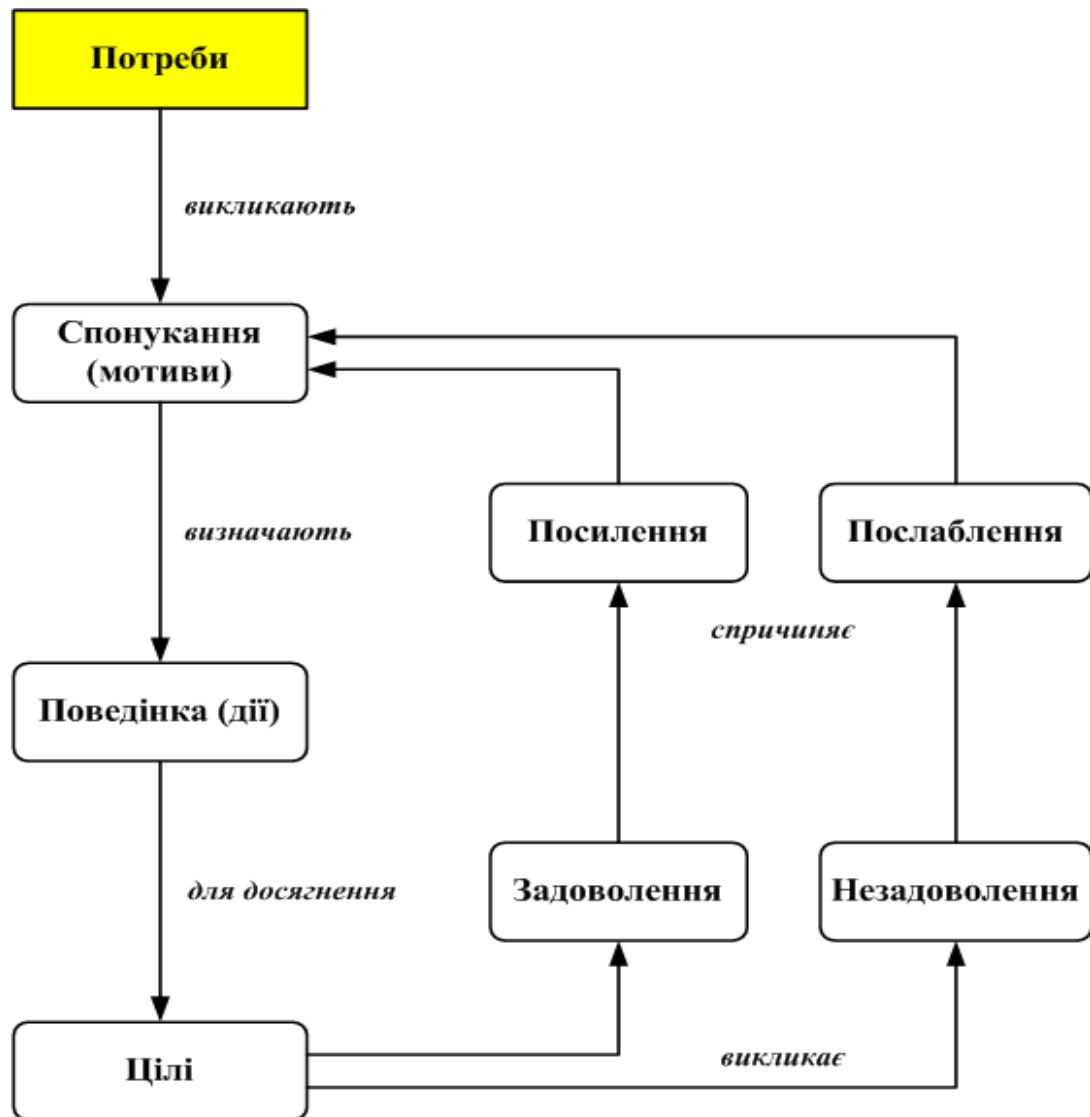 Потреби
викликають
Спонукання
(мотиви)
визначають
Посилення
Послаблення
спричиняє
Поведінка (дії)
для досягнення
Задоволення
Незадоволення
Цілі
викликає